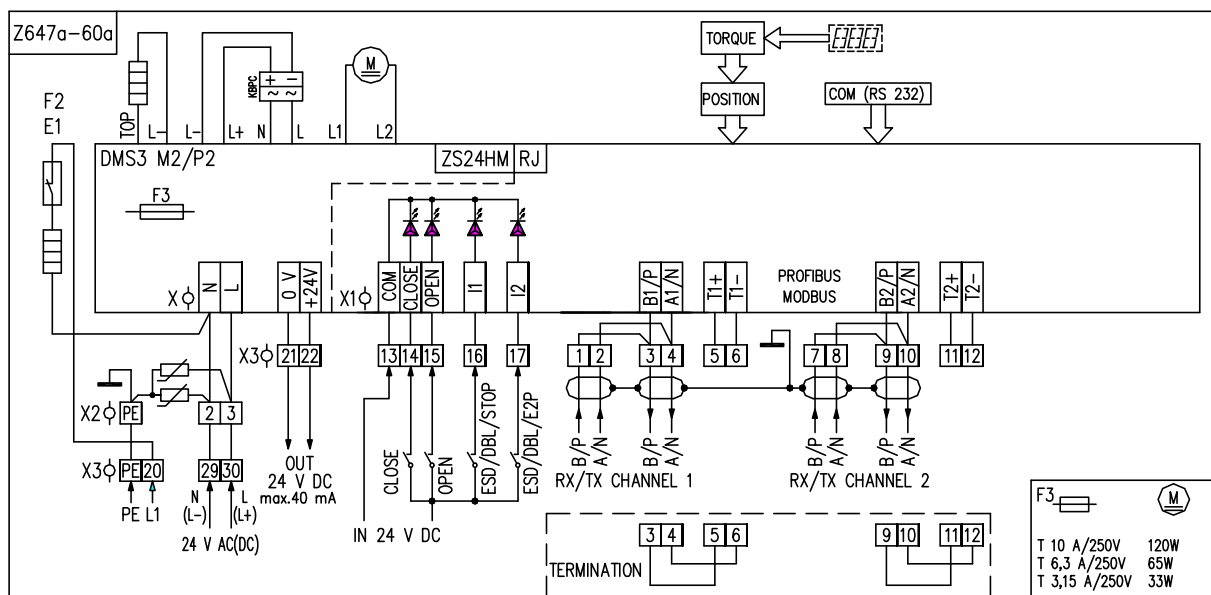 Z647a-60a
F2
E1
TOP
L-
L-
L+
N
L
KBPC
+ -
~ ~
M
L1
L2
TORQUE
POSITION
COM (RS 232)
DMS3 M2/P2
ZS24HM
RJ
F3
X
N
L
0 V
+24V
X1
COM
CLOSE
OPEN
I1
I2
B1/P
A1/N
T1+
T1-
PROFIBUS
MODBUS
B2/P
A2/N
T2+
T2-
X3
21 22
13 14 15 16 17
1 2 3 4 5 6
7 8 9 10 11 12
X2
PE
2 3
X3
PE 20
29 30
PE L1
N
(L-)
L
(L+)
24 V AC(DC)
OUT
24 V DC
max.40 mA
CLOSE
OPEN
ESD/DBL/STOP
ESD/DBL/E2P
IN 24 V DC
B/P
A/N
B/P
A/N
RX/TX CHANNEL 1
B/P
A/N
B/P
A/N
RX/TX CHANNEL 2
TERMINATION
3 4 5 6
9 10 11 12
F3
M
T 10 A/250V 120W
T 6,3 A/250V 65W
T 3,15 A/250V 33W